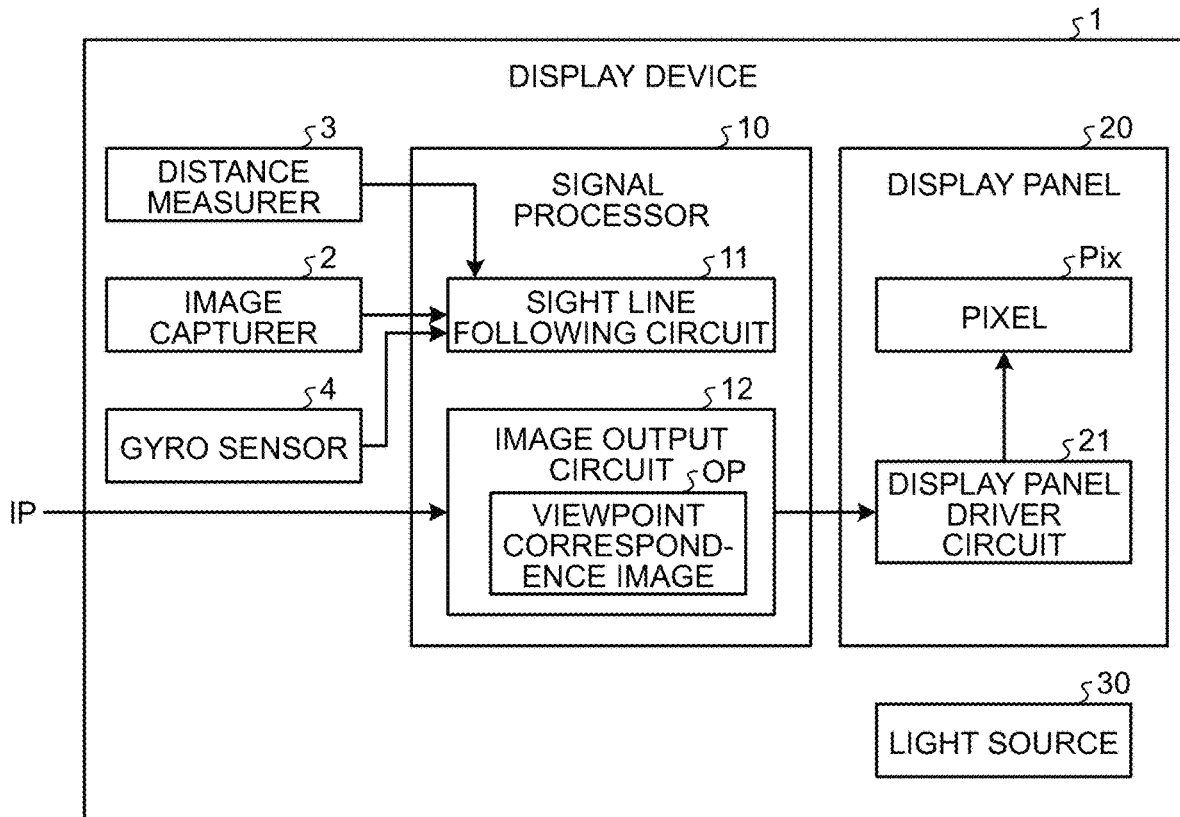 1
DISPLAY DEVICE
3
DISTANCE
MEASURER
10
SIGNAL
PROCESSOR
20
DISPLAY PANEL
2
IMAGE
CAPTURER
11
SIGHT LINE
FOLLOWING CIRCUIT
Pix
PIXEL
4
GYRO SENSOR
12
IMAGE OUTPUT
CIRCUIT
OP
VIEWPOINT
CORRESPOND-
ENCE IMAGE
21
DISPLAY PANEL
DRIVER
CIRCUIT
IP
30
LIGHT SOURCE